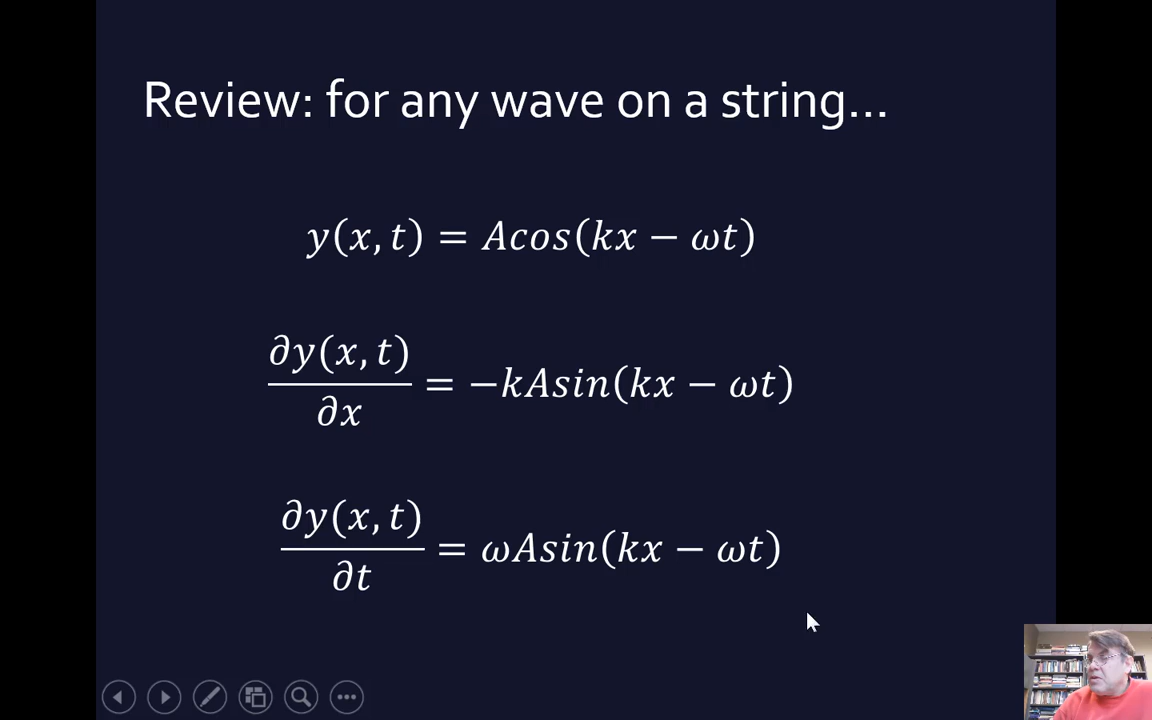 Review: for any wave on a string...
y(x, t) = Acos(kx − ωt)
∂y(x, t)/∂x = −kAsin(kx − ωt)
∂y(x, t)/∂t = ωAsin(kx − ωt)